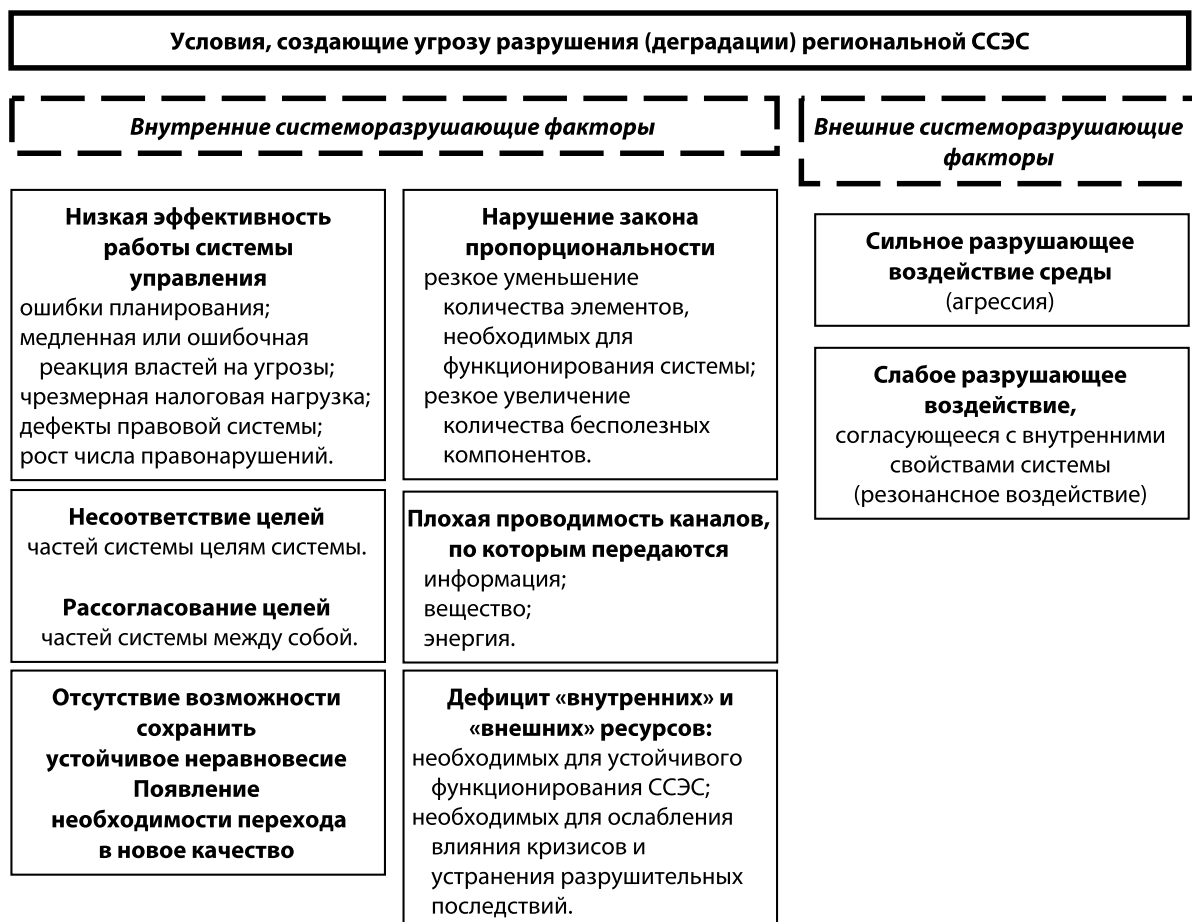 Условия, создающие угрозу разрушения (деградации) региональной ССЭС
Внутренние системоразрушающие факторы
Внешние системоразрушающие
факторы
Низкая эффективность
работы системы
управления
ошибки планирования;
медленная или ошибочная
реакция властей на угрозы;
чрезмерная налоговая нагрузка;
дефекты правовой системы;
рост числа правонарушений.
Нарушение закона
пропорциональности
резкое уменьшение
количества элементов,
необходимых для
функционирования системы;
резкое увеличение
количества бесполезных
компонентов.
Сильное разрушающее
воздействие среды
(агрессия)
Слабое разрушающее
воздействие,
согласующееся с внутренними
свойствами системы
(резонансное воздействие)
Несоответствие целей
частей системы целям системы.
Рассогласование целей
частей системы между собой.
Плохая проводимость каналов,
по которым передаются
информация;
вещество;
энергия.
Отсутствие возможности
сохранить
устойчивое неравновесие
Появление
необходимости перехода
в новое качество
Дефицит «внутренних» и
«внешних» ресурсов:
необходимых для устойчивого
функционирования ССЭС;
необходимых для ослабления
влияния кризисов и
устранения разрушительных
последствий.